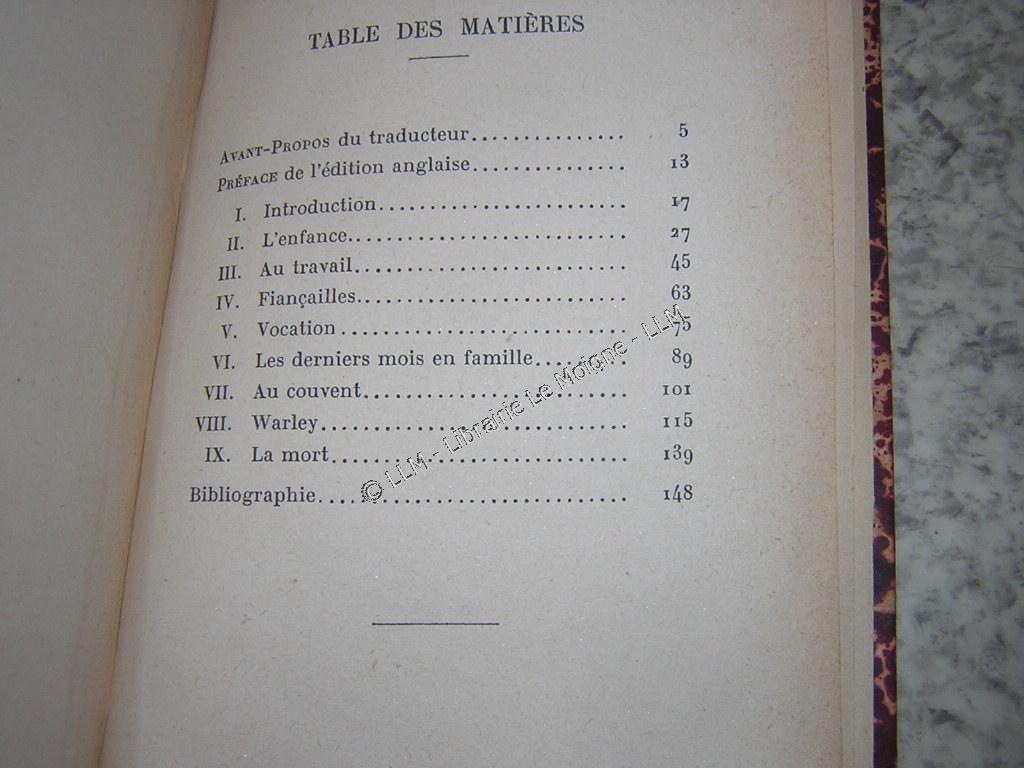 TABLE DES MATIÈRES
AVANT-PROPOS du traducteur............... 5
PRÉFACE de l'édition anglaise............... 13
I. Introduction........................ 17
II. L'enfance........................... 27
III. Au travail.......................... 45
IV. Fiançailles.......................... 63
V. Vocation........................... 75
VI. Les derniers mois en famille......... 89
VII. Au couvent......................... 101
VIII. Warley............................. 115
IX. La mort............................ 139
Bibliographie............................. 148
© LLM - Librairie Le Moigne - LLM